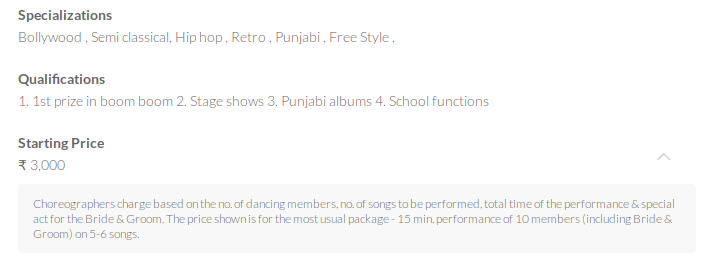 Specializations
Bollywood , Semi classical, Hip hop , Retro , Punjabi , Free Style ,
Qualifications
1. 1st prize in boom boom 2. Stage shows 3. Punjabi albums 4. School functions
Starting Price
₹ 3,000
Choreographers charge based on the no. of dancing members, no. of songs to be performed, total time of the performance & special
act for the Bride & Groom. The price shown is for the most usual package - 15 min, performance of 10 members (including Bride &
Groom) on 5-6 songs.